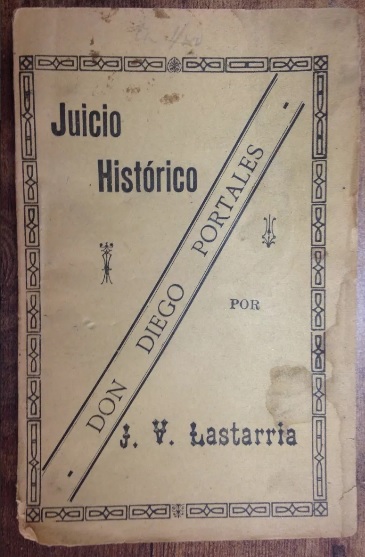 Juicio
Histórico
- DON DIEGO PORTALES -
POR
J. V. Lastarria